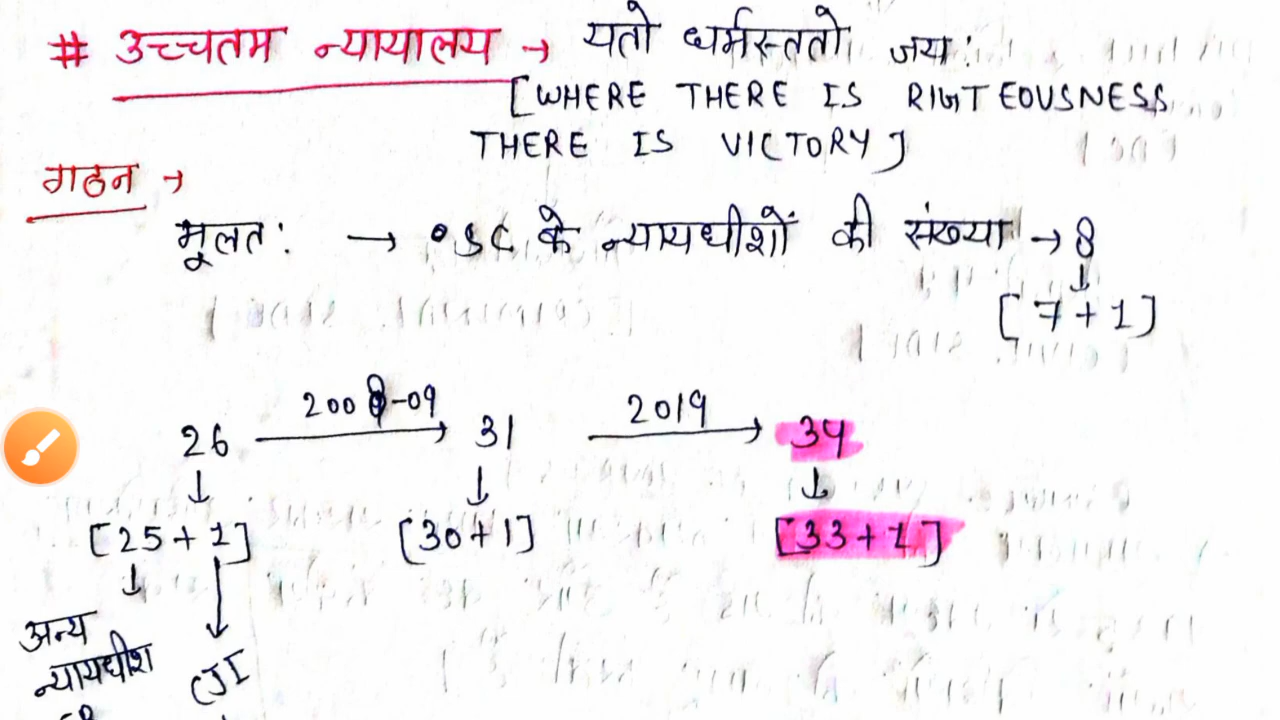 # उच्चतम न्यायालय → यतो धर्मस्ततो जयः
[WHERE THERE IS RIGTEOUSNESS
THERE IS VICTORY]
गठन →
मूलतः → •SC के न्यायधीशों की संख्या → 8
↓
[7+1]
26 2008-09 → 31 2019 → 34
↓ ↓ ↓
[25+1] [30+1] [33+1]
↓ ↓
अन्य
न्यायधीश CJI